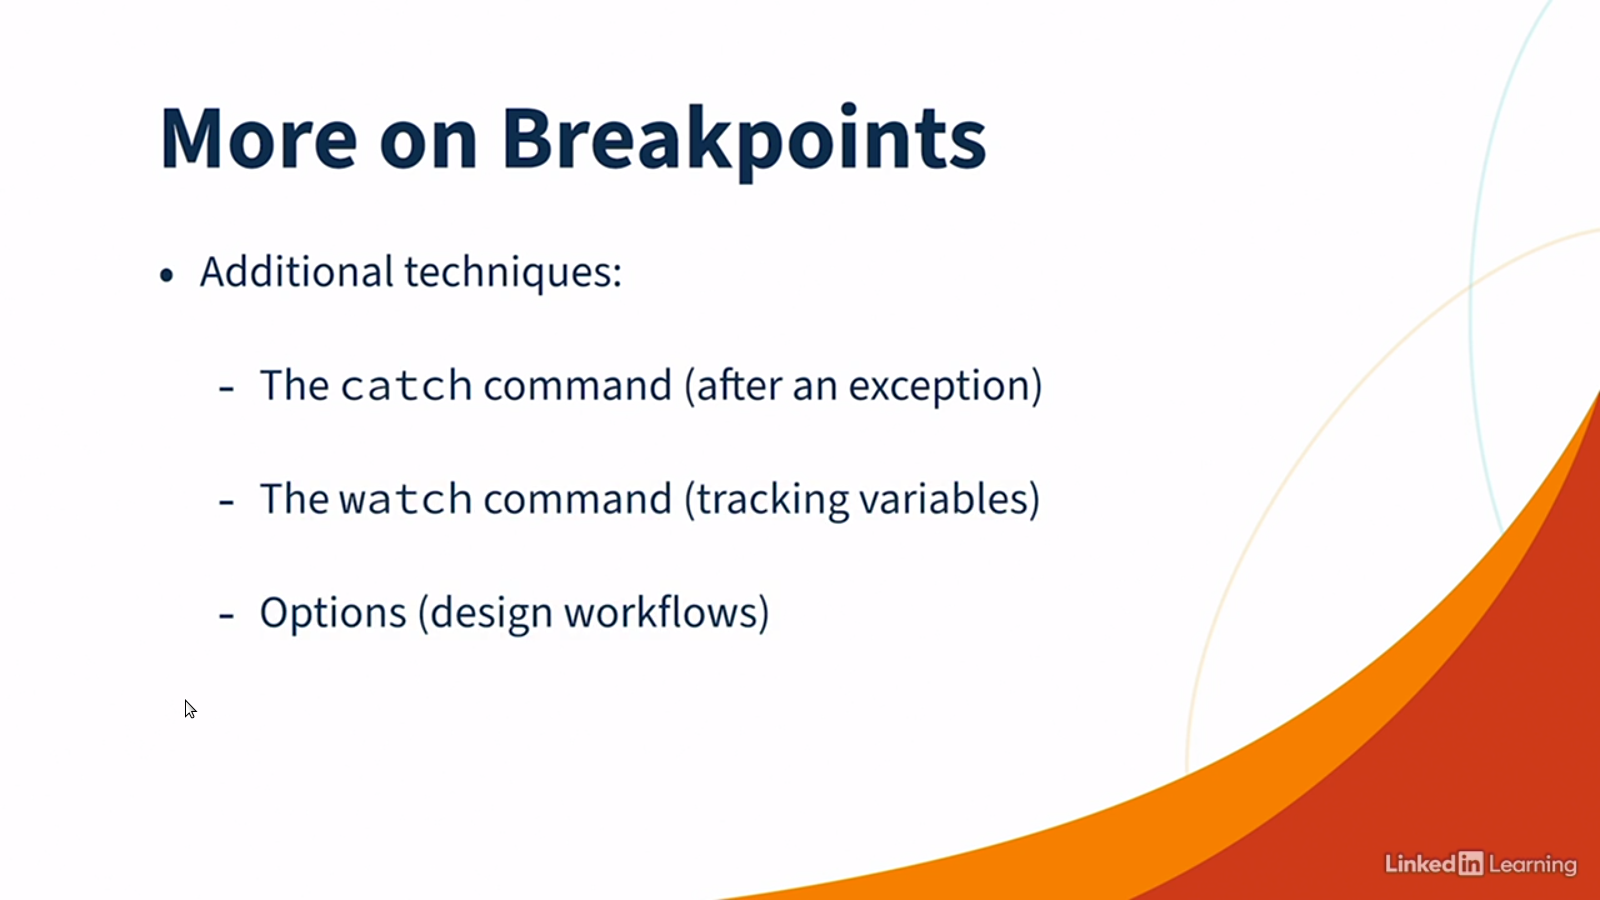 More on Breakpoints
• Additional techniques:
- The catch command (after an exception)
- The watch command (tracking variables)
- Options (design workflows)
LinkedIn Learning